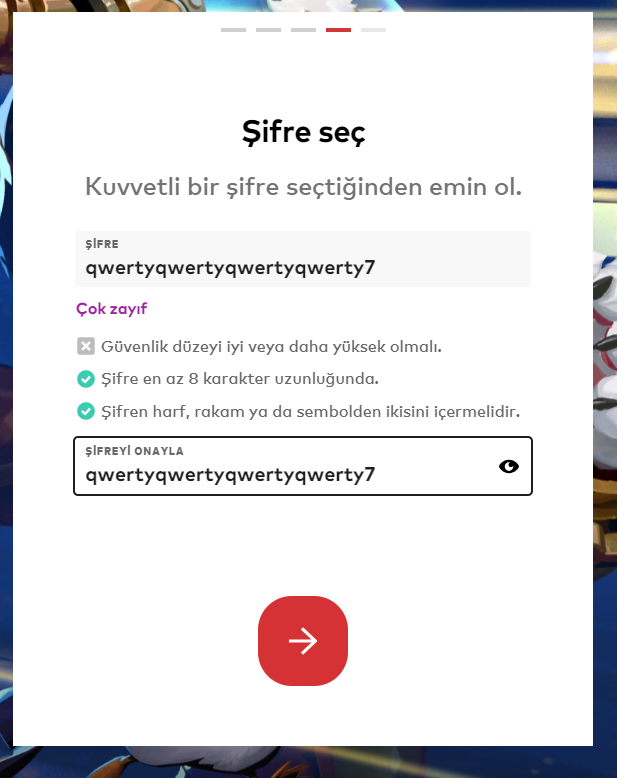 Şifre seç
Kuvvetli bir şifre seçtiğinden emin ol.
ŞİFRE
qwertyqwertyqwertyqwerty7
Çok zayıf
Güvenlik düzeyi iyi veya daha yüksek olmalı.
Şifre en az 8 karakter uzunluğunda.
Şifren harf, rakam ya da sembolden ikisini içermelidir.
ŞİFREYİ ONAYLA
qwertyqwertyqwertyqwerty7